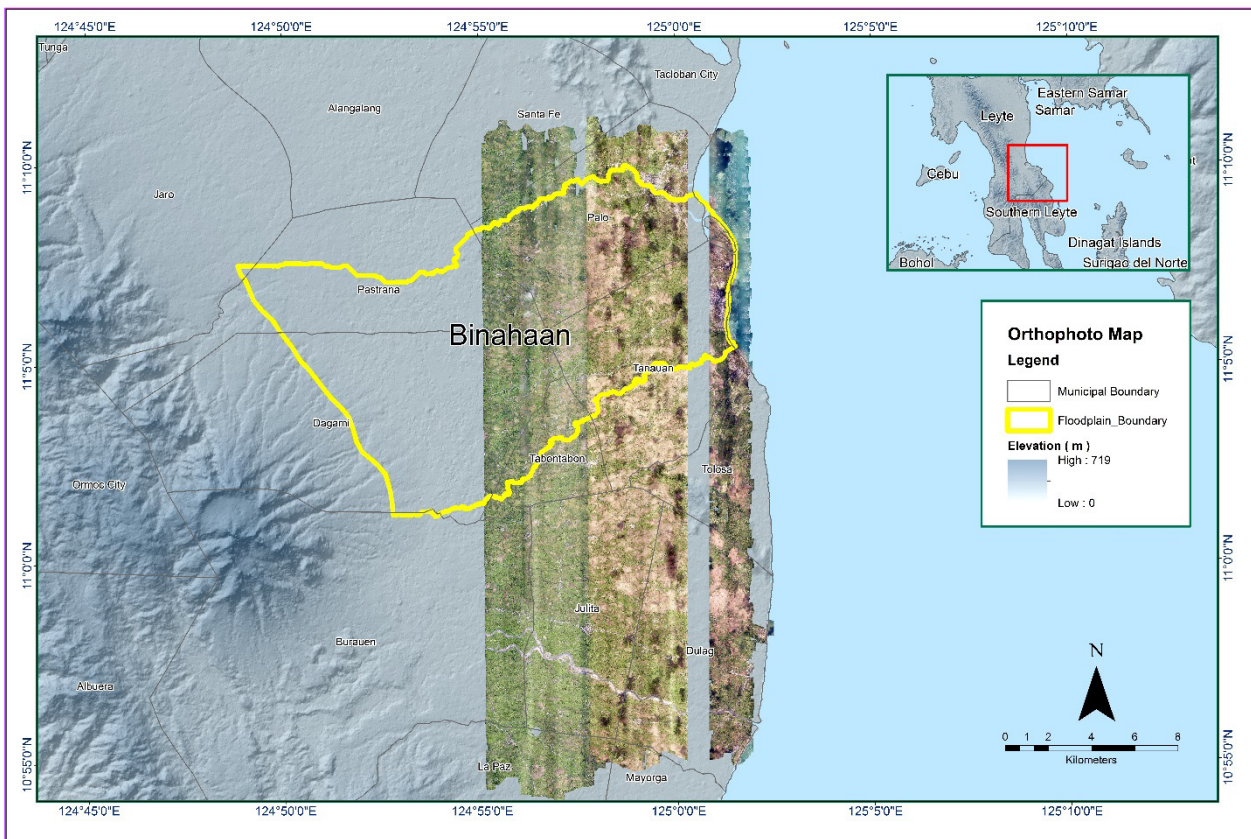 124°45'0"E
124°50'0"E
124°55'0"E
125°0'0"E
125°5'0"E
125°10'0"E
Tunga
Tacloban City
Alangalang
Santa Fe
11°10'0"N
11°10'0"N
Jaro
Palo
Pastrana
Binahaan
11°5'0"N
11°5'0"N
Tanauan
Dagami
Tabontabon
Tolosa
Ormoc City
11°0'0"N
11°0'0"N
Julita
Burauen
Dulag
Albuera
10°55'0"N
10°55'0"N
La Paz
Mayorga
124°45'0"E
124°50'0"E
124°55'0"E
125°0'0"E
125°5'0"E
125°10'0"E
Eastern Samar
Samar
Leyte
Cebu
Southern Leyte
Dinagat Islands
Bohol
Surigao del Norte
Orthophoto Map
Legend
Municipal Boundary
Floodplain_Boundary
Elevation ( m )
High : 719
Low : 0
N
0 1 2 4 6 8
Kilometers